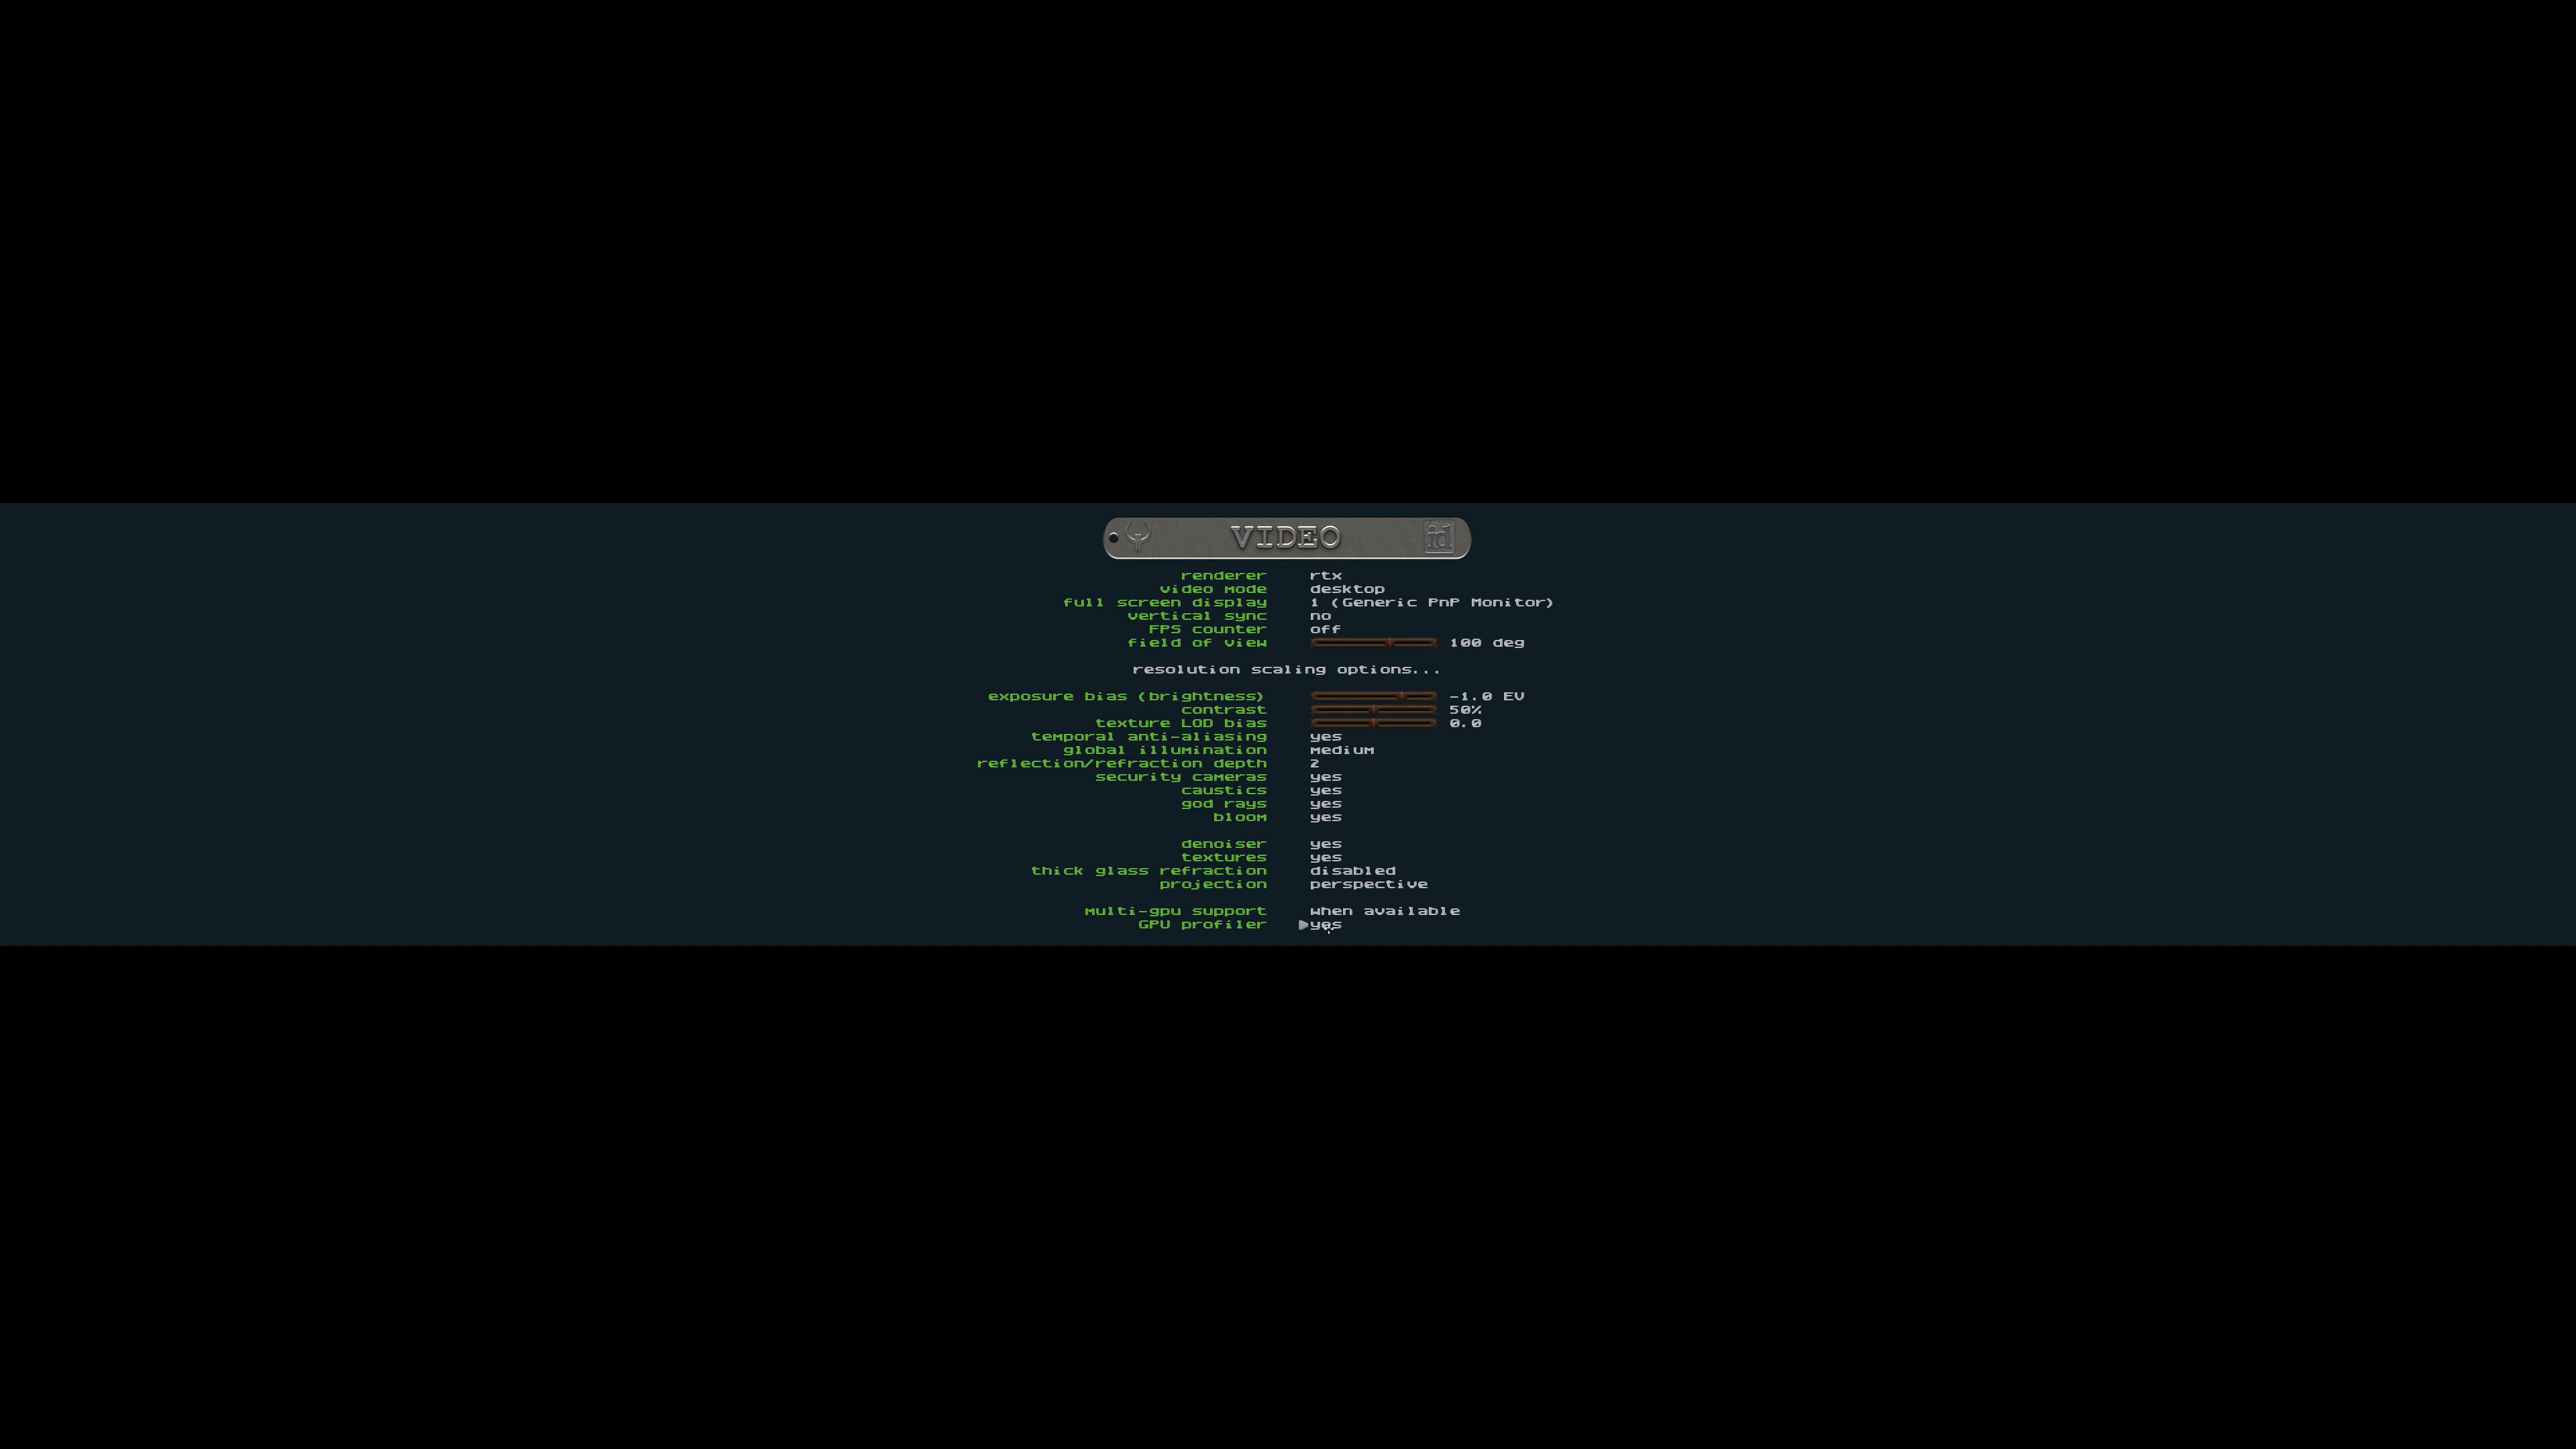 VIDEO id
renderer rtx
video mode desktop
full screen display 1 (Generic PnP Monitor)
vertical sync no
FPS counter off
field of view 100 deg
resolution scaling options...
exposure bias (brightness) -1.0 EV
contrast 50%
texture LOD bias 0.0
temporal anti-aliasing yes
global illumination medium
reflection/refraction depth 2
security cameras yes
caustics yes
god rays yes
bloom yes
denoiser yes
textures yes
thick glass refraction disabled
projection perspective
multi-gpu support when available
GPU profiler yes